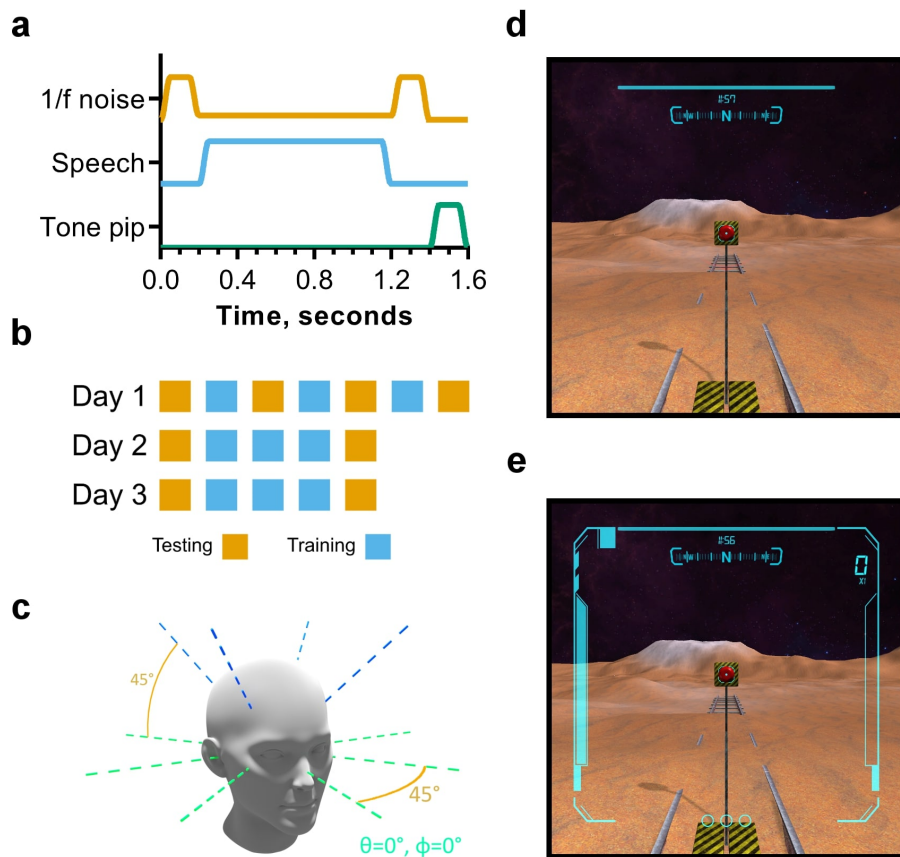 a
1/f noise
Speech
Tone pip
0.0 0.4 0.8 1.2 1.6
Time, seconds
b
Day 1
Day 2
Day 3
Testing Training
c
45°
45°
θ=0°, ϕ=0°
d
#57
N
e
#56
N
0
X1